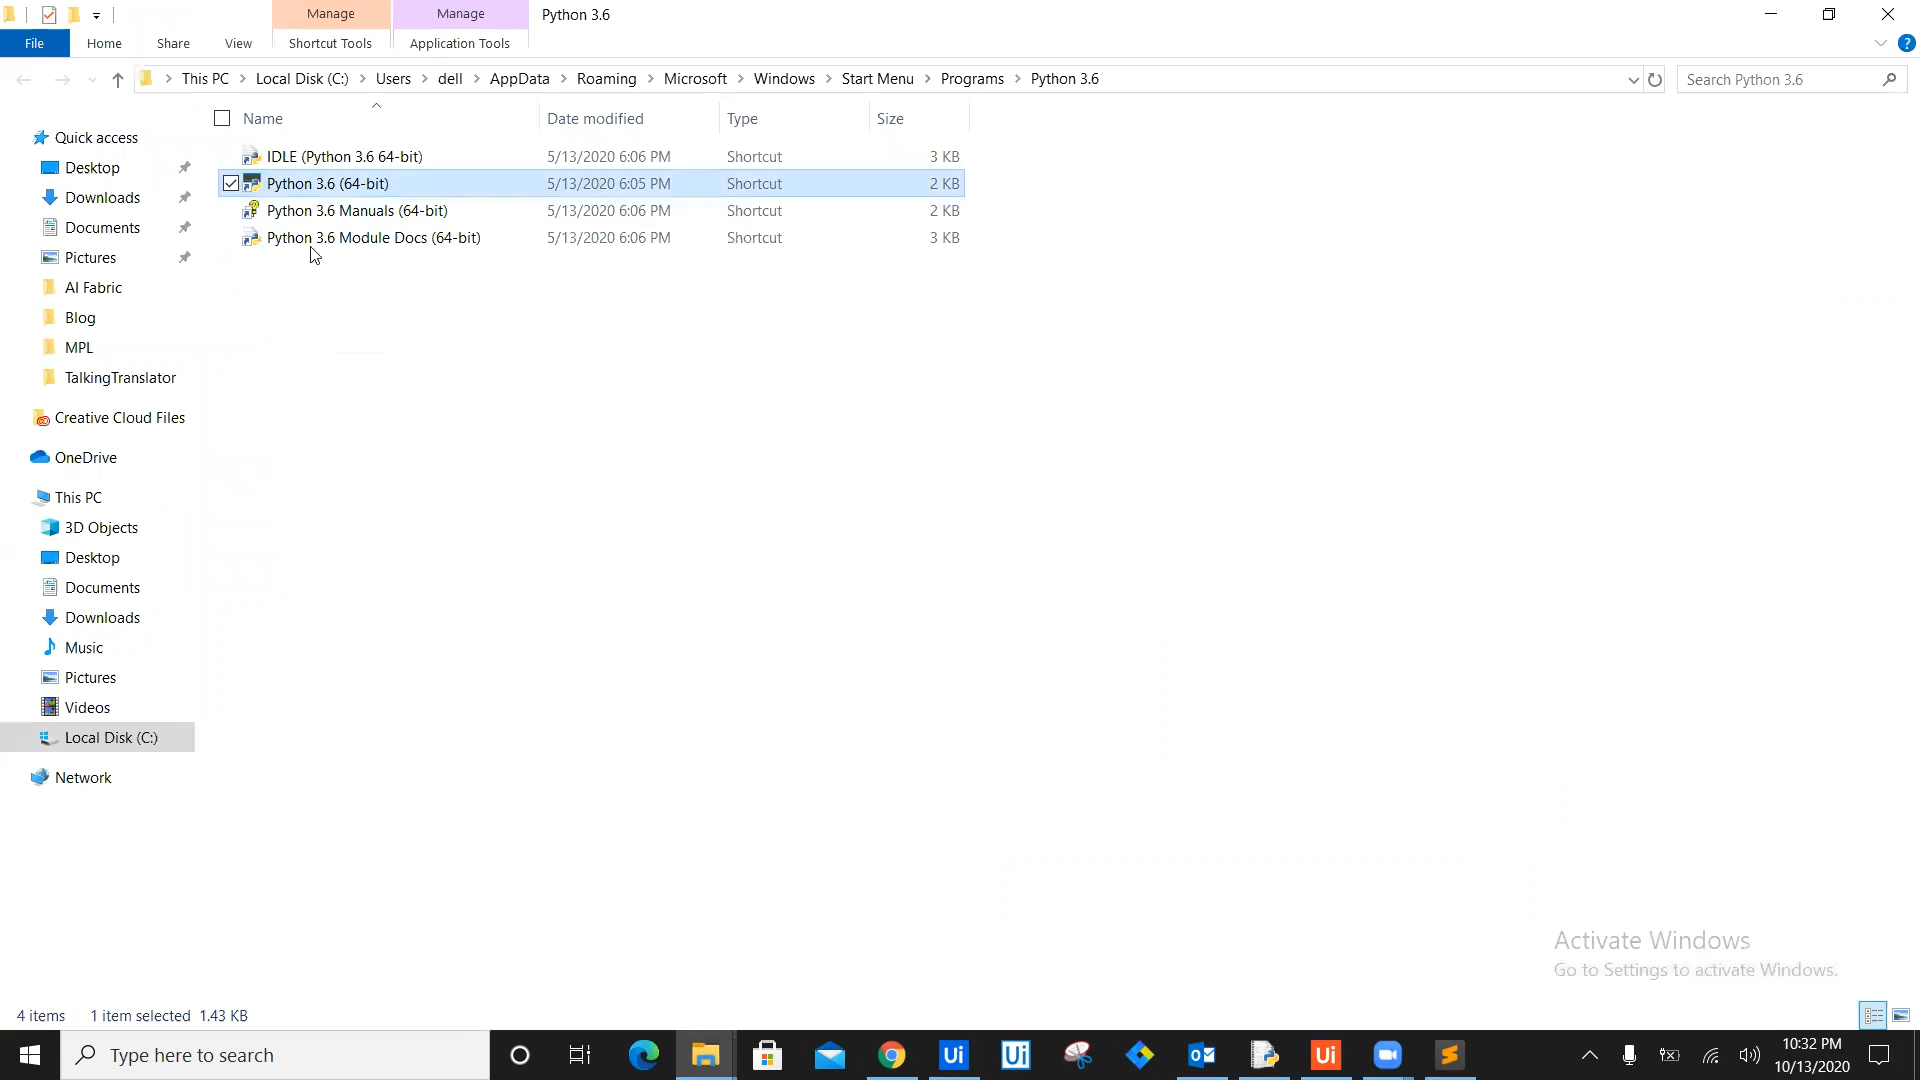 Manage Manage Python 3.6
File Home Share View Shortcut Tools Application Tools
This PC Local Disk (C:) Users dell AppData Roaming Microsoft Windows Start Menu Programs Python 3.6 Search Python 3.6
Name Date modified Type Size
IDLE (Python 3.6 64-bit) 5/13/2020 6:06 PM Shortcut 3 KB
Python 3.6 (64-bit) 5/13/2020 6:05 PM Shortcut 2 KB
Python 3.6 Manuals (64-bit) 5/13/2020 6:06 PM Shortcut 2 KB
Python 3.6 Module Docs (64-bit) 5/13/2020 6:06 PM Shortcut 3 KB
Quick access
Desktop
Downloads
Documents
Pictures
AI Fabric
Blog
MPL
TalkingTranslator
Creative Cloud Files
OneDrive
This PC
3D Objects
Desktop
Documents
Downloads
Music
Pictures
Videos
Local Disk (C:)
Network
Activate Windows
Go to Settings to activate Windows.
4 items 1 item selected 1.43 KB
Type here to search
Ui Ui Ui
10:32 PM
10/13/2020